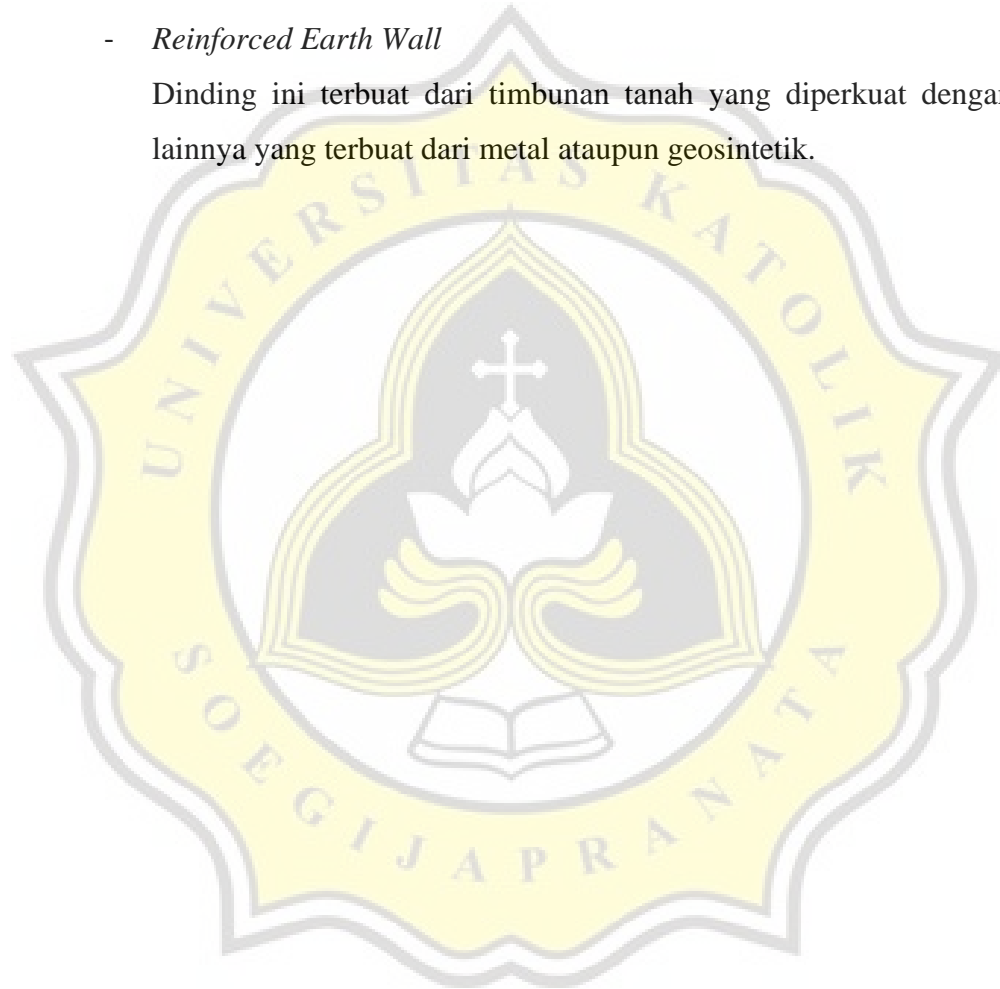 - Reinforced Earth Wall
Dinding ini terbuat dari timbunan tanah yang diperkuat
lainnya yang terbuat dari metal ataupun geosintetik.
UNIVERSITAS KATOLIK
SOEGIJAPRANATA